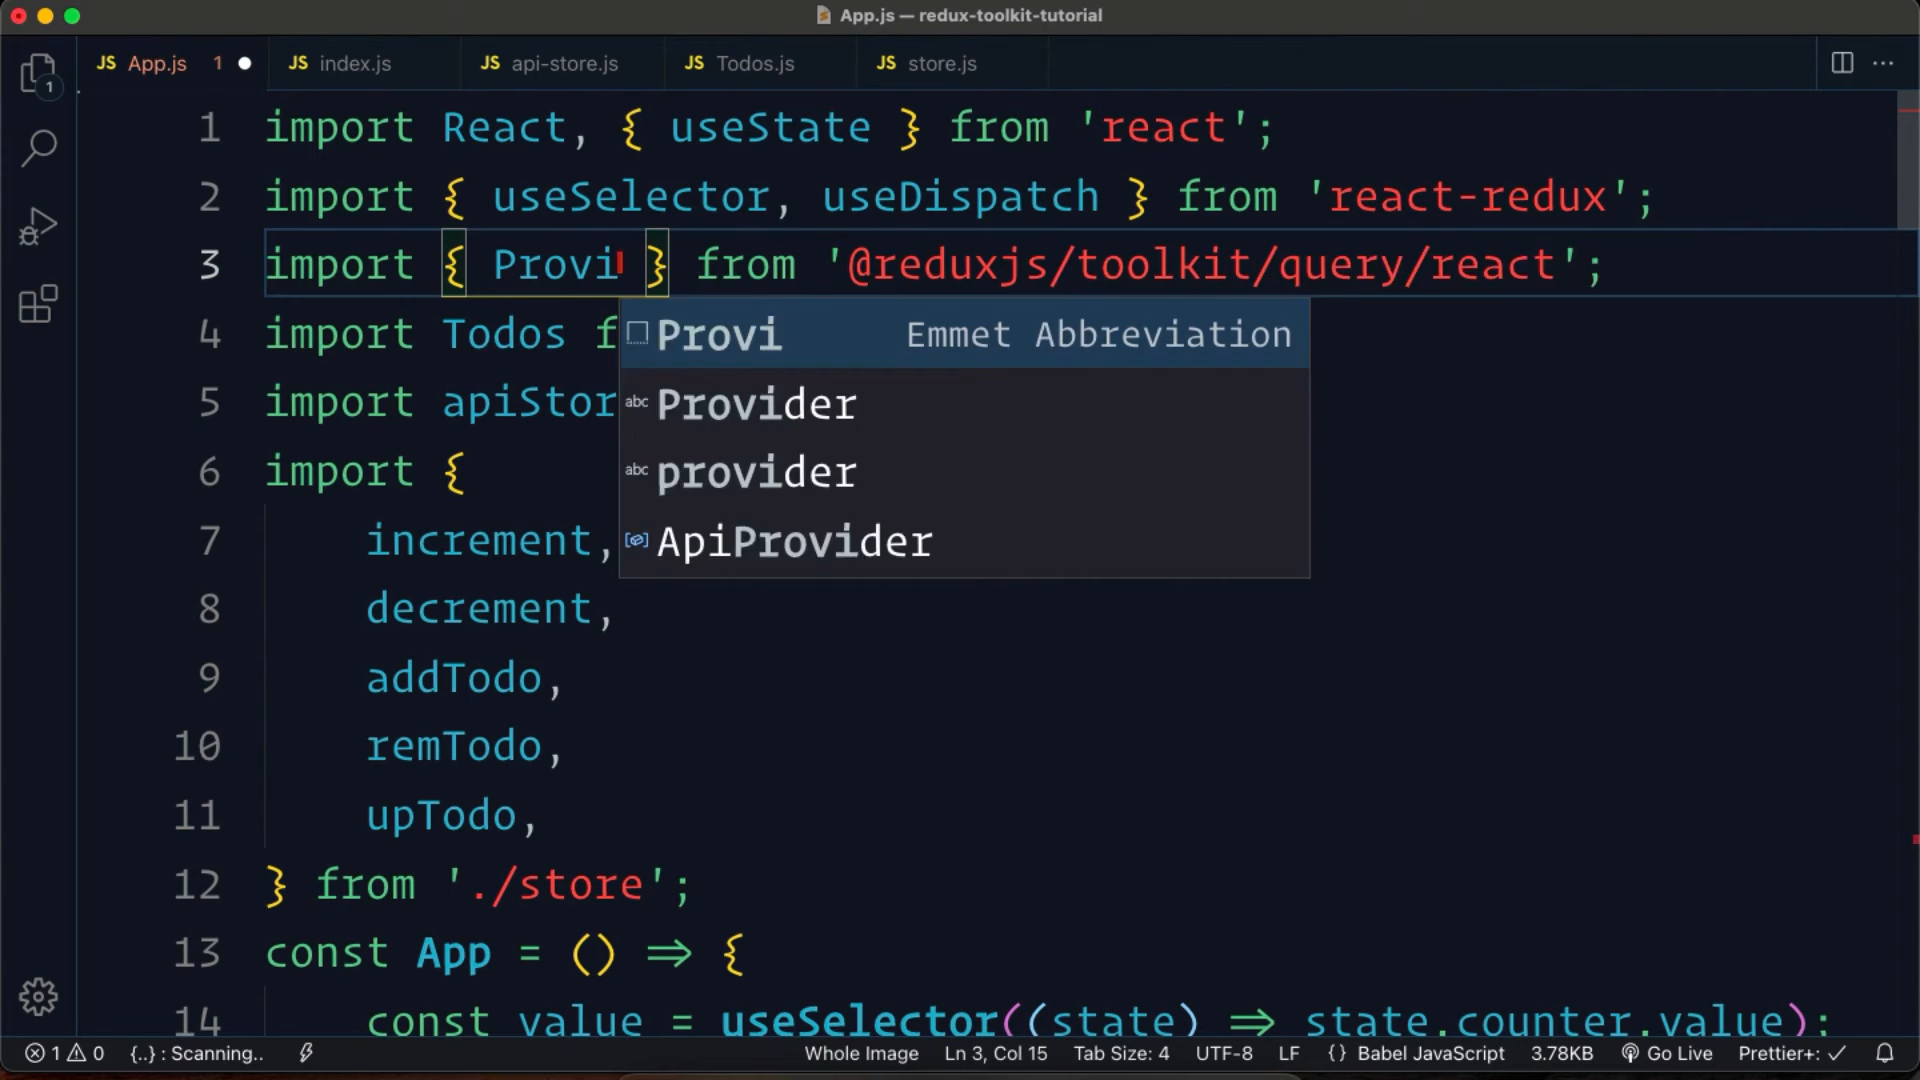 App.js — redux-toolkit-tutorial
JS App.js 1 JS index.js JS api-store.js JS Todos.js JS store.js
1
1 import React, { useState } from 'react';
2 import { useSelector, useDispatch } from 'react-redux';
3 import { Provi } from '@reduxjs/toolkit/query/react';
4 import Todos f
Provi Emmet Abbreviation
5 import apiStor
abc Provider
6 import {
abc provider
7 increment,
ApiProvider
8 decrement,
9 addTodo,
10 remTodo,
11 upTodo,
12 } from './store';
13 const App = () => {
14 const value = useSelector((state) => state.counter.value);
1 0 {..} : Scanning.. Whole Image Ln 3, Col 15 Tab Size: 4 UTF-8 LF {} Babel JavaScript 3.78KB Go Live Prettier+: ✓